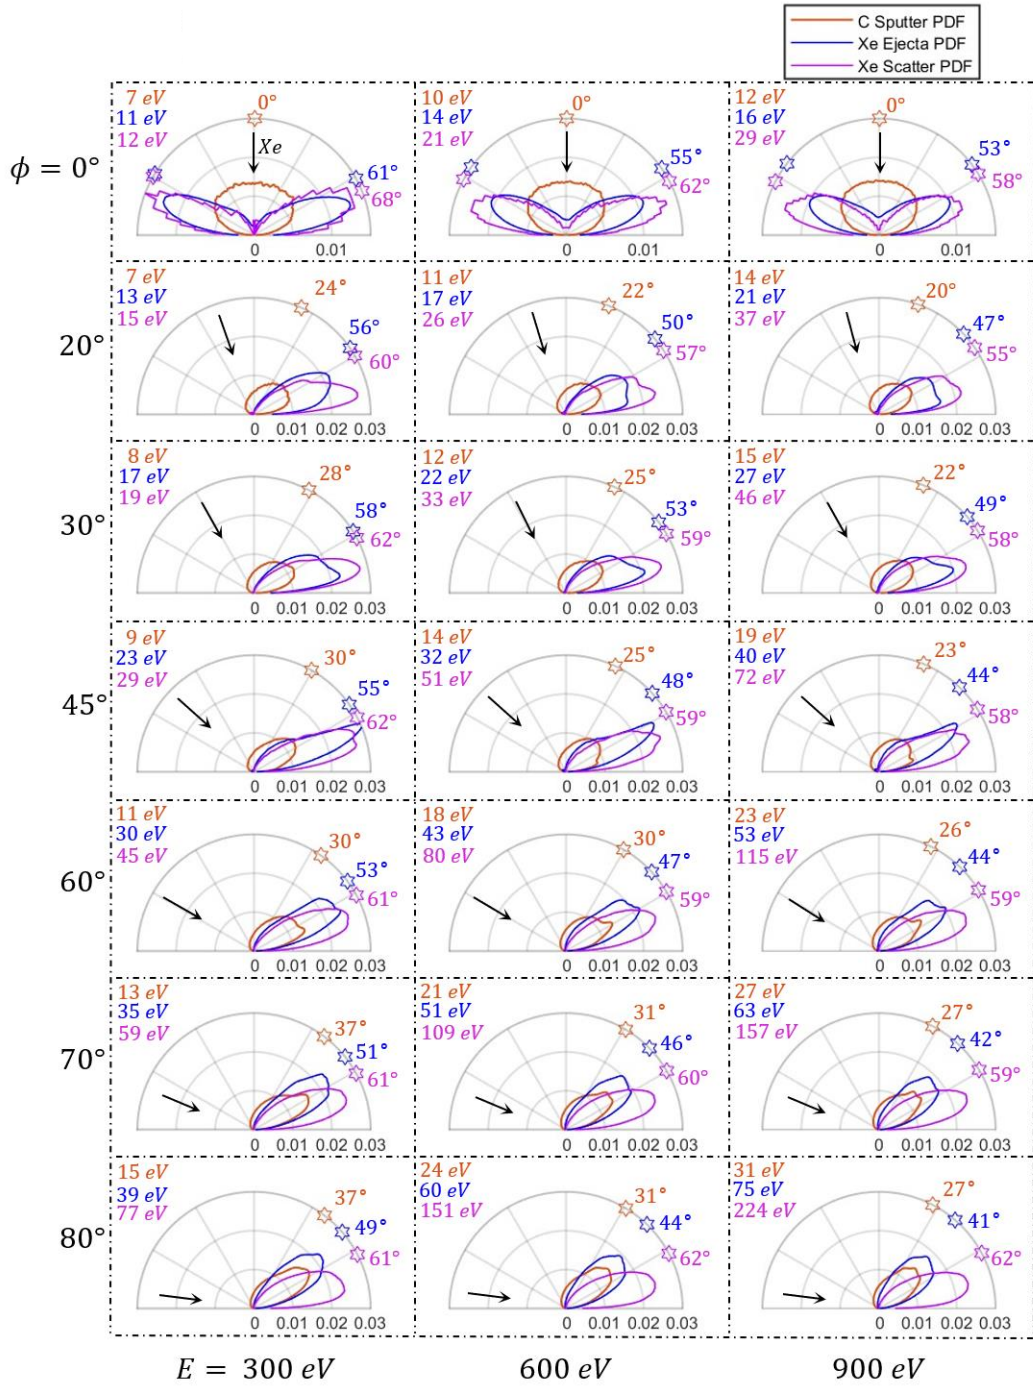 C Sputter PDF
Xe Ejecta PDF
Xe Scatter PDF
ϕ = 0°
7 eV
11 eV
12 eV
0°
Xe
61°
68°
0 0.01
10 eV
14 eV
21 eV
0°
55°
62°
0 0.01
12 eV
16 eV
29 eV
0°
53°
58°
0 0.01
20°
7 eV
13 eV
15 eV
24°
56°
60°
0 0.01 0.02 0.03
11 eV
17 eV
26 eV
22°
50°
57°
0 0.01 0.02 0.03
14 eV
21 eV
37 eV
20°
47°
55°
0 0.01 0.02 0.03
30°
8 eV
17 eV
19 eV
28°
58°
62°
0 0.01 0.02 0.03
12 eV
22 eV
33 eV
25°
53°
59°
0 0.01 0.02 0.03
15 eV
27 eV
46 eV
22°
49°
58°
0 0.01 0.02 0.03
45°
9 eV
23 eV
29 eV
30°
55°
62°
0 0.01 0.02 0.03
14 eV
32 eV
51 eV
25°
48°
59°
0 0.01 0.02 0.03
19 eV
40 eV
72 eV
23°
44°
58°
0 0.01 0.02 0.03
60°
11 eV
30 eV
45 eV
30°
53°
61°
0 0.01 0.02 0.03
18 eV
43 eV
80 eV
30°
47°
59°
0 0.01 0.02 0.03
23 eV
53 eV
115 eV
26°
44°
59°
0 0.01 0.02 0.03
70°
13 eV
35 eV
59 eV
37°
51°
61°
0 0.01 0.02 0.03
21 eV
51 eV
109 eV
31°
46°
60°
0 0.01 0.02 0.03
27 eV
63 eV
157 eV
27°
42°
59°
0 0.01 0.02 0.03
80°
15 eV
39 eV
77 eV
37°
49°
61°
0 0.01 0.02 0.03
24 eV
60 eV
151 eV
31°
44°
62°
0 0.01 0.02 0.03
31 eV
75 eV
224 eV
27°
41°
62°
0 0.01 0.02 0.03
E = 300 eV 600 eV 900 eV